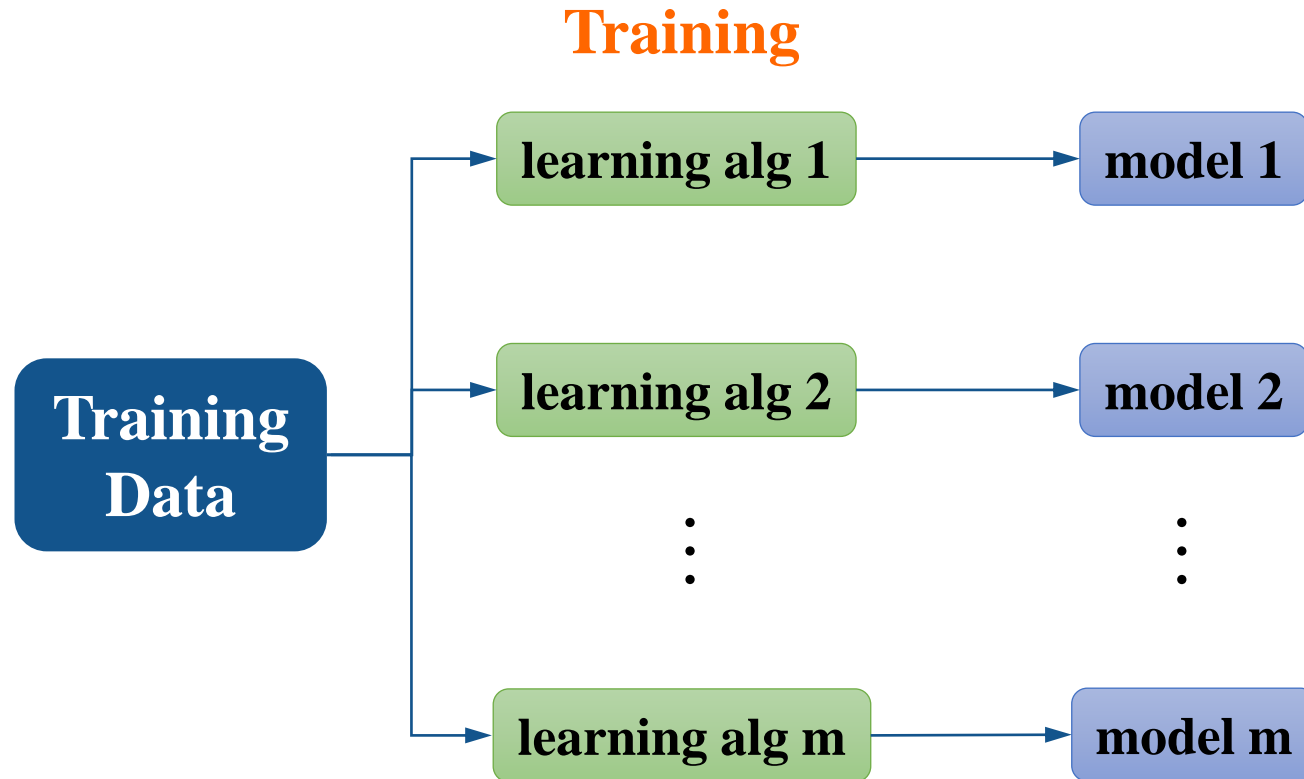 Training
learning alg 1
model 1
learning alg 2
model 2
Training
Data
learning alg m
model m